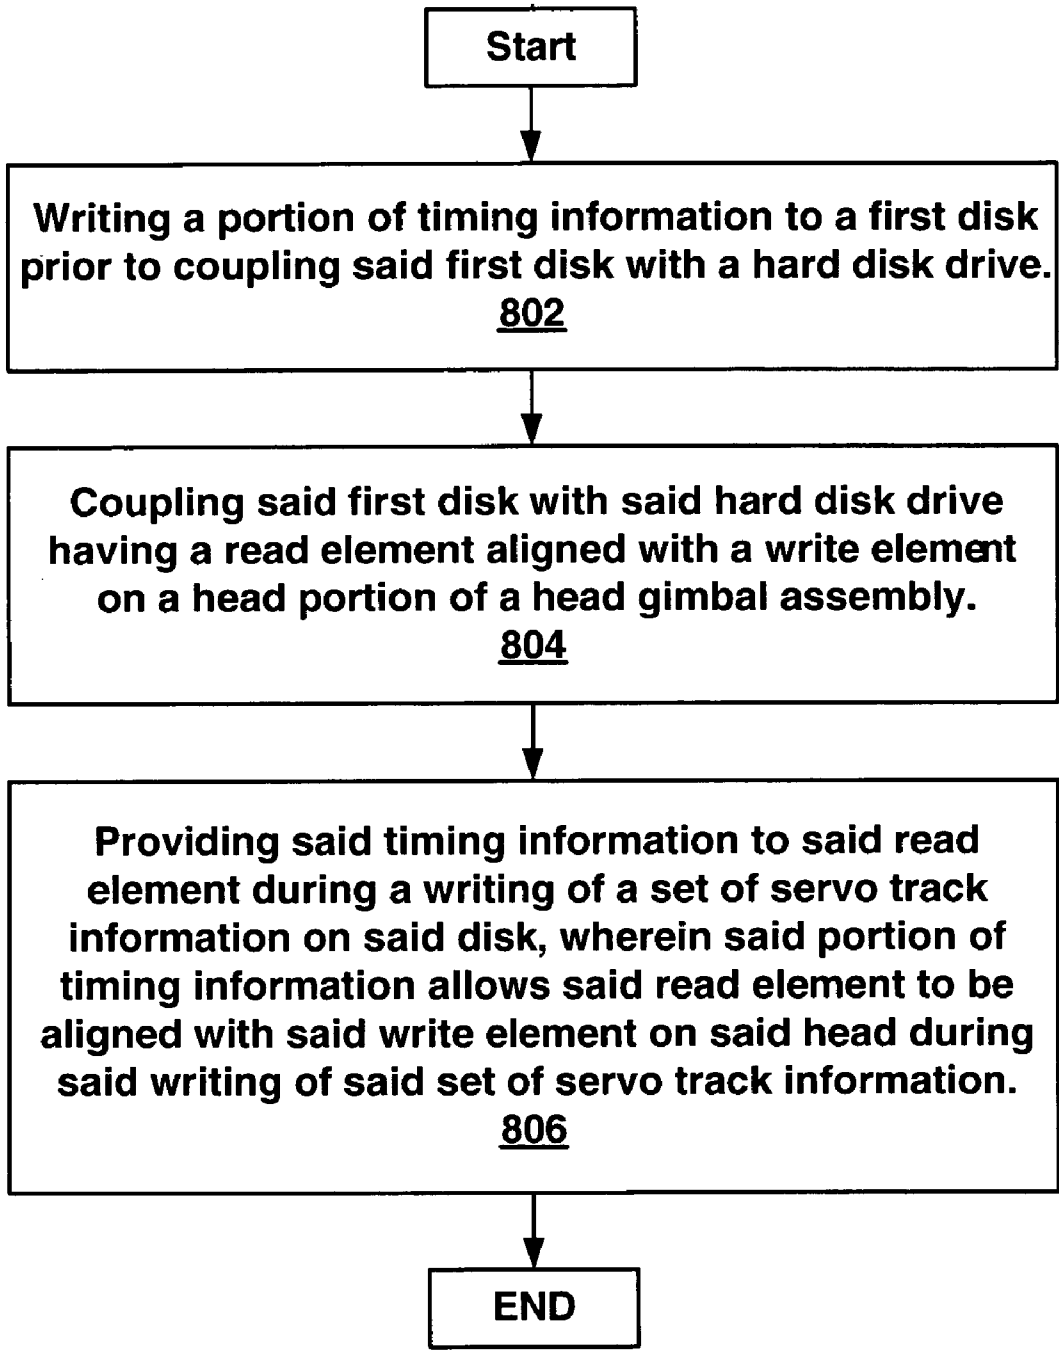 Start
Writing a portion of timing information to a first disk
prior to coupling said first disk with a hard disk drive.
802
Coupling said first disk with said hard disk drive
having a read element aligned with a write element
on a head portion of a head gimbal assembly.
804
Providing said timing information to said read
element during a writing of a set of servo track
information on said disk, wherein said portion of
timing information allows said read element to be
aligned with said write element on said head during
said writing of said set of servo track information.
806
END